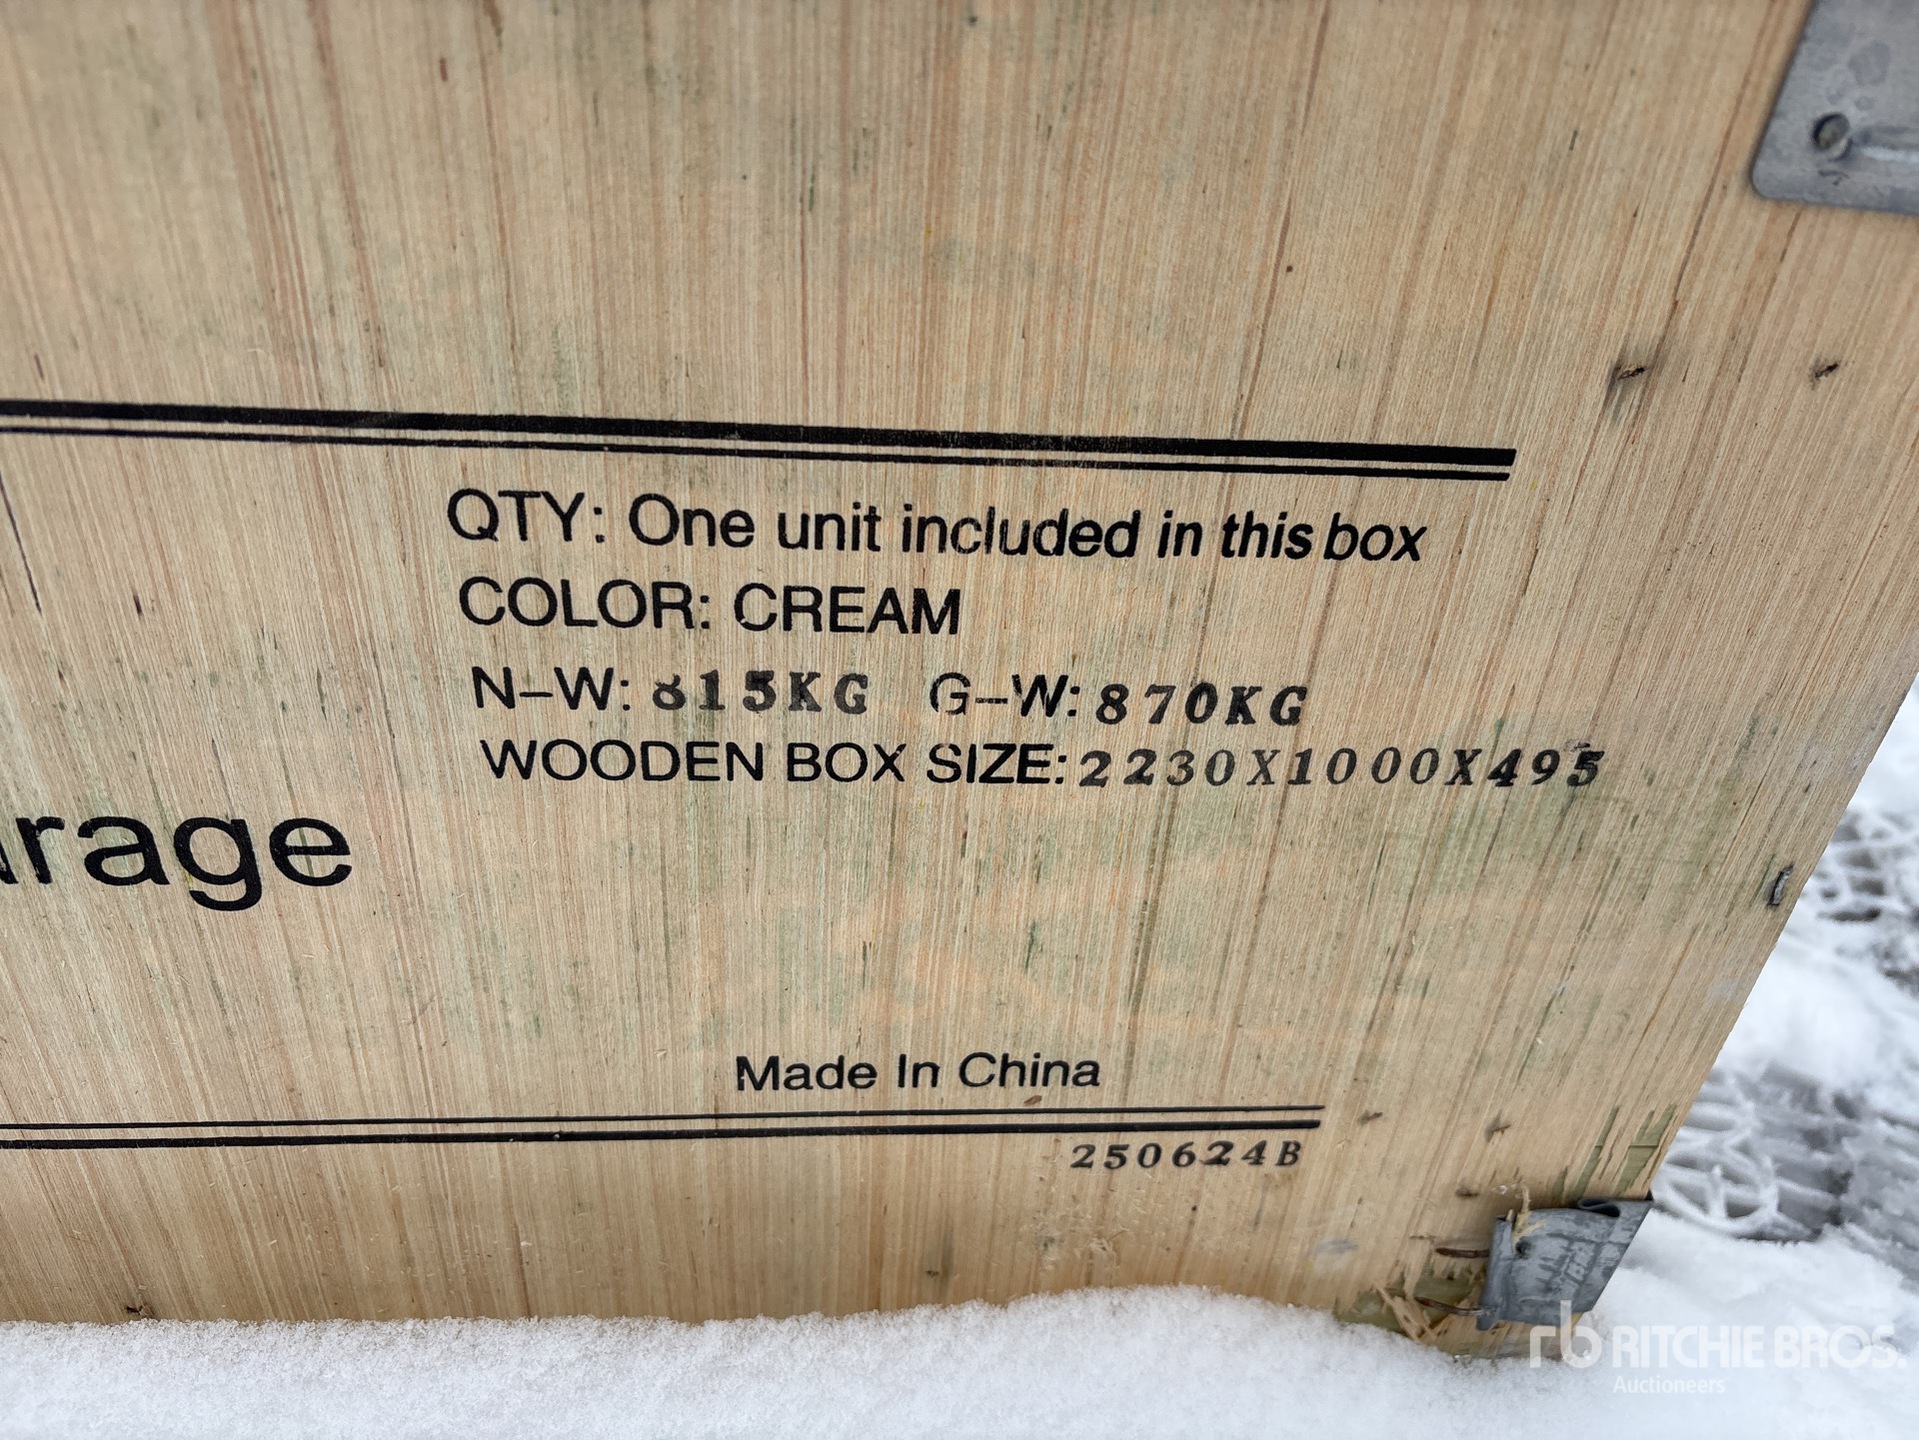 QTY: One unit included in this box
COLOR: CREAM
N-W: 815KG G-W: 870KG
WOODEN BOX SIZE: 2230X1000X495
Made In China
250624B
rb RITCHIE BROS.
Auctioneers